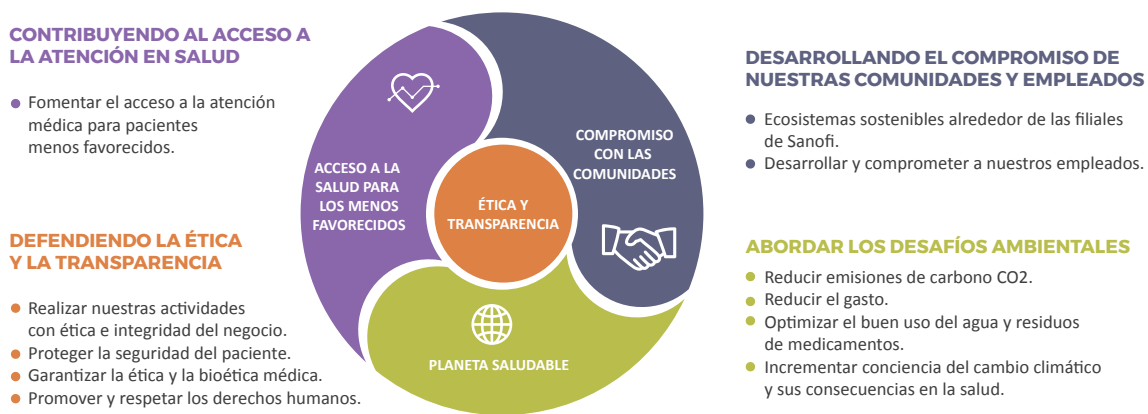 CONTRIBUYENDO AL ACCESO A
LA ATENCIÓN EN SALUD
Fomentar el acceso a la atención
médica para pacientes
menos favorecidos.
DEFENDIENDO LA ÉTICA
Y LA TRANSPARENCIA
Realizar nuestras actividades
con ética e integridad del negocio.
Proteger la seguridad del paciente.
Garantizar la ética y la bioética médica.
Promover y respetar los derechos humanos.
ACCESO A LA
SALUD PARA
LOS MENOS
FAVORECIDOS
COMPROMISO
CON LAS
COMUNIDADES
ÉTICA Y
TRANSPARENCIA
PLANETA SALUDABLE
DESARROLLANDO EL COMPROMISO DE
NUESTRAS COMUNIDADES Y EMPLEADOS
Ecosistemas sostenibles alrededor de las filiales
de Sanofi.
Desarrollar y comprometer a nuestros empleados.
ABORDAR LOS DESAFÍOS AMBIENTALES
Reducir emisiones de carbono CO2.
Reducir el gasto.
Optimizar el buen uso del agua y residuos
de medicamentos.
Incrementar conciencia del cambio climático
y sus consecuencias en la salud.